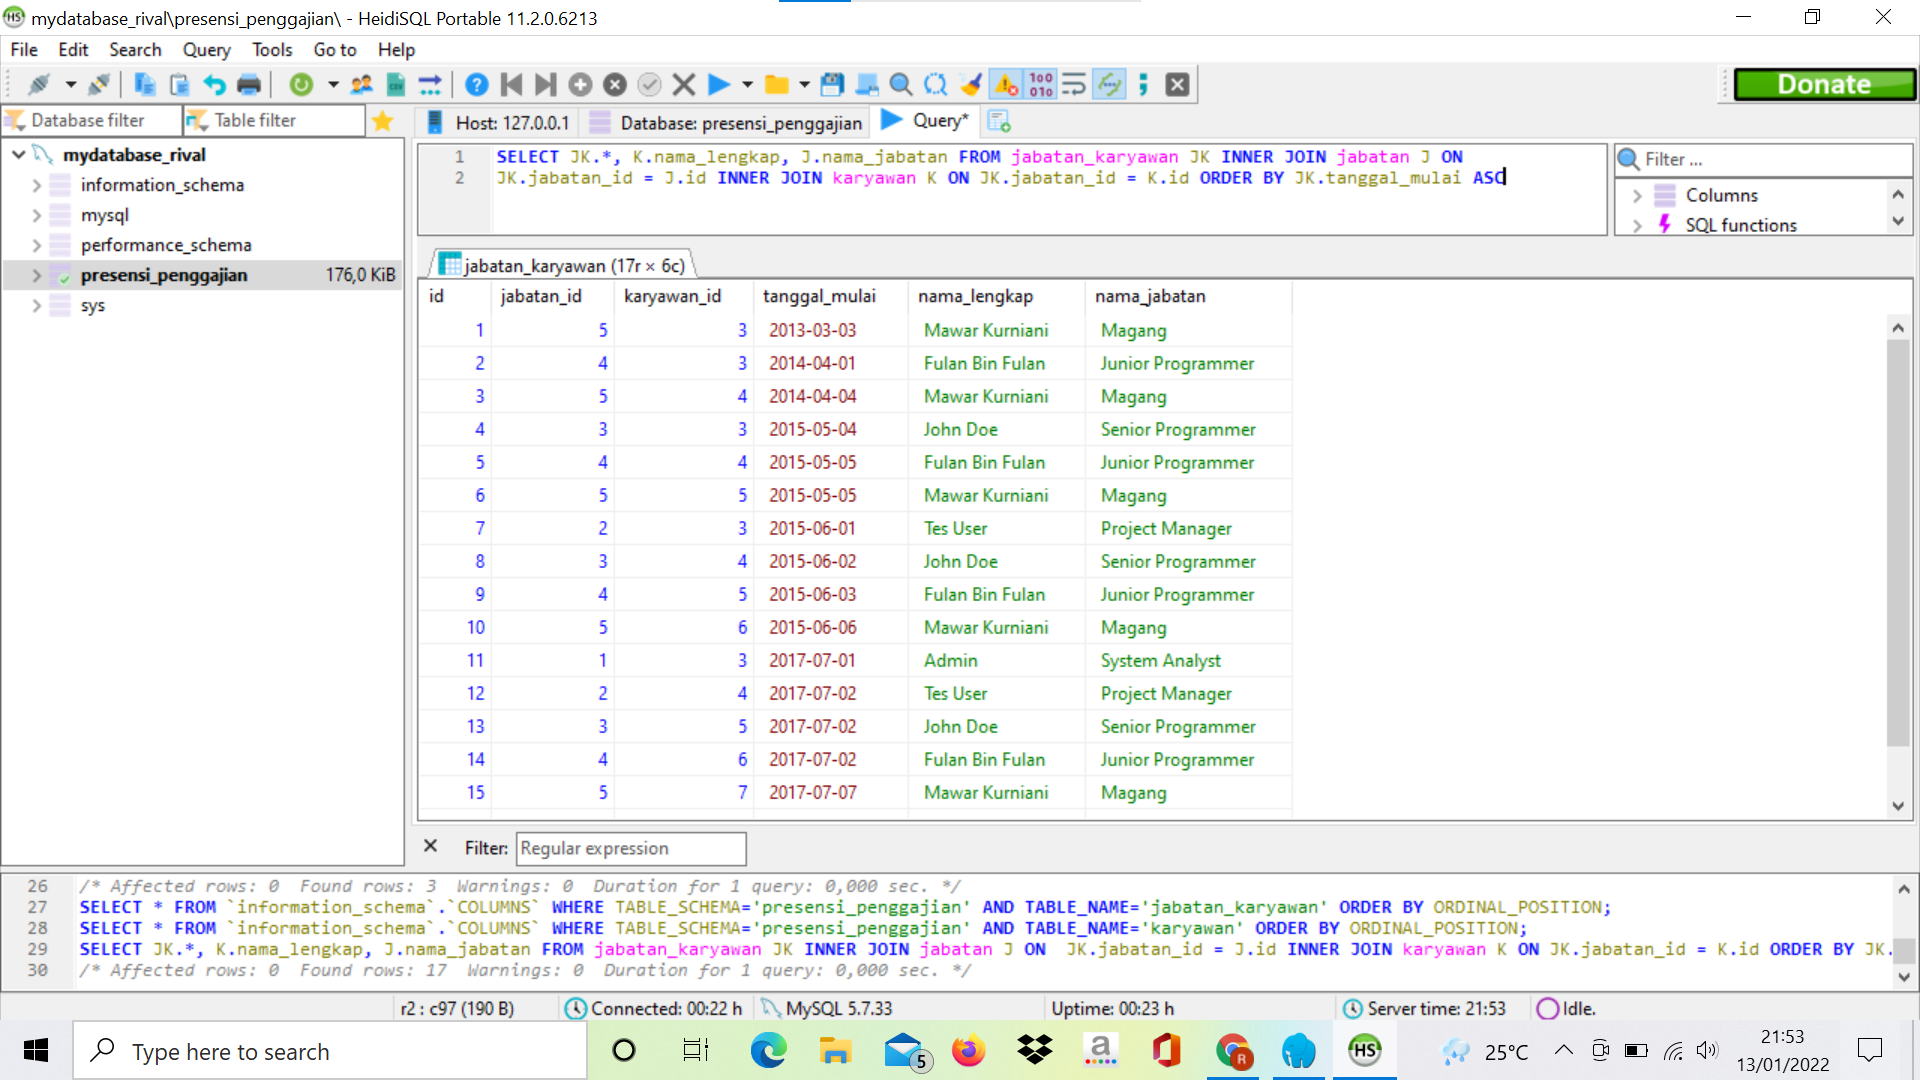 mydatabase_rival\presensi_penggajian\ - HeidiSQL Portable 11.2.0.6213
File Edit Search Query Tools Go to Help
Donate
Database filter Table filter
Host: 127.0.0.1 Database: presensi_penggajian Query*
mydatabase_rival
information_schema
mysql
performance_schema
presensi_penggajian 176,0 KiB
sys
1 SELECT JK.*, K.nama_lengkap, J.nama_jabatan FROM jabatan_karyawan JK INNER JOIN jabatan J ON
2 JK.jabatan_id = J.id INNER JOIN karyawan K ON JK.jabatan_id = K.id ORDER BY JK.tanggal_mulai ASC
Filter ...
Columns
SQL functions
jabatan_karyawan (17r × 6c)
id jabatan_id karyawan_id tanggal_mulai nama_lengkap nama_jabatan
1 5 3 2013-03-03 Mawar Kurniani Magang
2 4 3 2014-04-01 Fulan Bin Fulan Junior Programmer
3 5 4 2014-04-04 Mawar Kurniani Magang
4 3 3 2015-05-04 John Doe Senior Programmer
5 4 4 2015-05-05 Fulan Bin Fulan Junior Programmer
6 5 5 2015-05-05 Mawar Kurniani Magang
7 2 3 2015-06-01 Tes User Project Manager
8 3 4 2015-06-02 John Doe Senior Programmer
9 4 5 2015-06-03 Fulan Bin Fulan Junior Programmer
10 5 6 2015-06-06 Mawar Kurniani Magang
11 1 3 2017-07-01 Admin System Analyst
12 2 4 2017-07-02 Tes User Project Manager
13 3 5 2017-07-02 John Doe Senior Programmer
14 4 6 2017-07-02 Fulan Bin Fulan Junior Programmer
15 5 7 2017-07-07 Mawar Kurniani Magang
Filter: Regular expression
26 /* Affected rows: 0 Found rows: 3 Warnings: 0 Duration for 1 query: 0,000 sec. */
27 SELECT * FROM `information_schema`.`COLUMNS` WHERE TABLE_SCHEMA='presensi_penggajian' AND TABLE_NAME='jabatan_karyawan' ORDER BY ORDINAL_POSITION;
28 SELECT * FROM `information_schema`.`COLUMNS` WHERE TABLE_SCHEMA='presensi_penggajian' AND TABLE_NAME='karyawan' ORDER BY ORDINAL_POSITION;
29 SELECT JK.*, K.nama_lengkap, J.nama_jabatan FROM jabatan_karyawan JK INNER JOIN jabatan J ON JK.jabatan_id = J.id INNER JOIN karyawan K ON JK.jabatan_id = K.id ORDER BY JK.
30 /* Affected rows: 0 Found rows: 17 Warnings: 0 Duration for 1 query: 0,000 sec. */
r2 : c97 (190 B) Connected: 00:22 h MySQL 5.7.33 Uptime: 00:23 h Server time: 21:53 Idle.
Type here to search
5
R
HS
25°C
21:53
13/01/2022